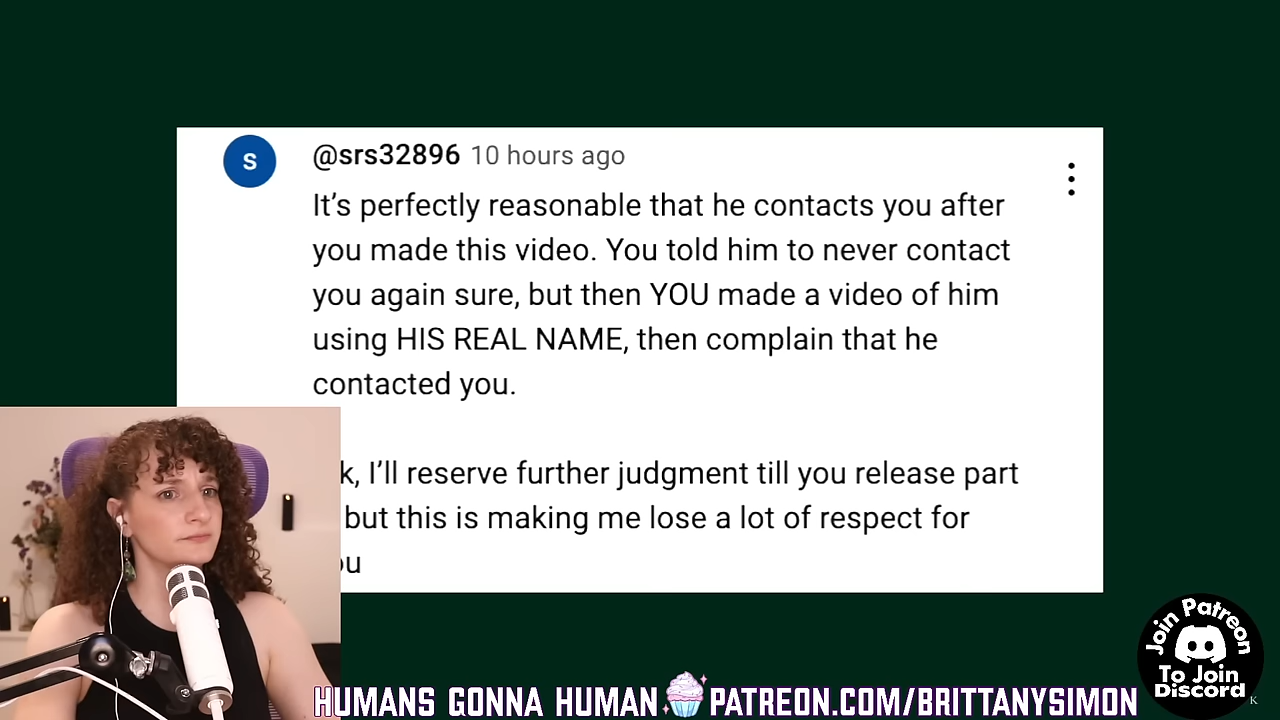 S
@srs32896 10 hours ago
It's perfectly reasonable that he contacts you after
you made this video. You told him to never contact
you again sure, but then YOU made a video of him
using HIS REAL NAME, then complain that he
contacted you.
k, I'll reserve further judgment till you release part
but this is making me lose a lot of respect for
ou
Join Patreon
To Join
Discord
K
HUMANS GONNA HUMAN PATREON.COM/BRITTANYSIMON